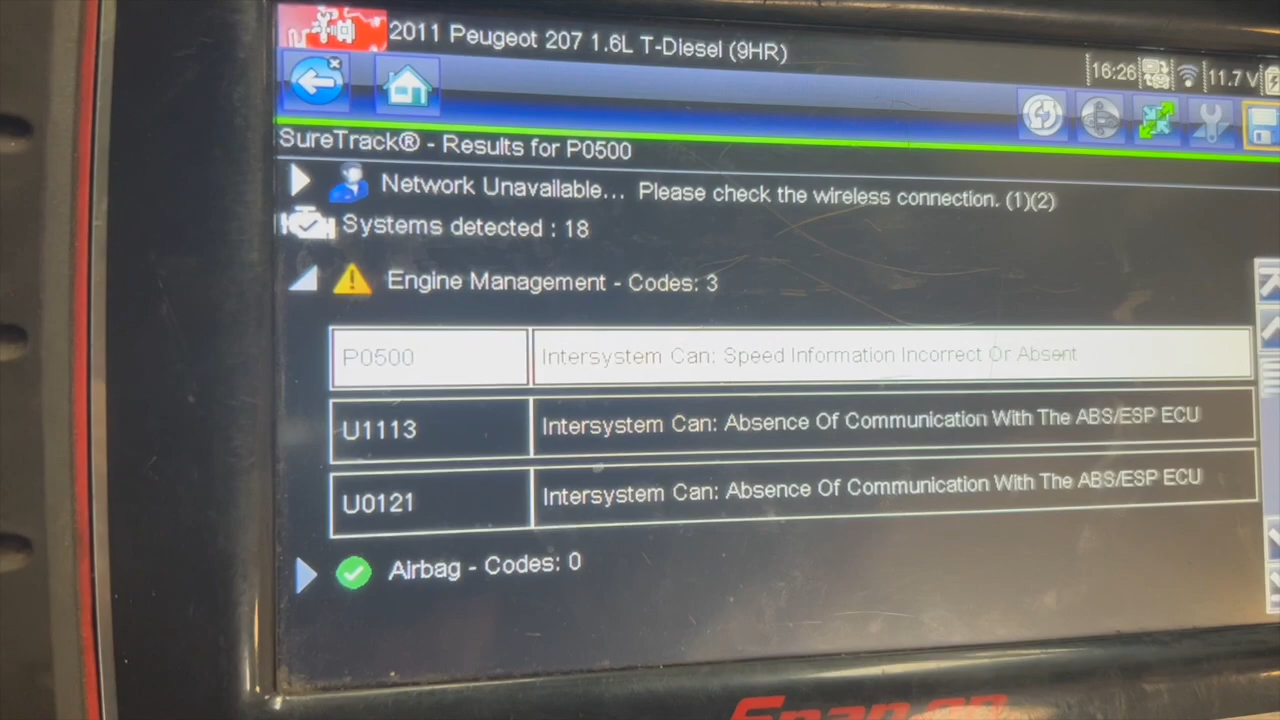 2011 Peugeot 207 1.6L T-Diesel (9HR)
16:26 11.7 V
SureTrack® - Results for P0500
Network Unavailable... Please check the wireless connection. (1)(2)
Systems detected : 18
Engine Management - Codes: 3
P0500 Intersystem Can: Speed Information Incorrect Or Absent
U1113 Intersystem Can: Absence Of Communication With The ABS/ESP ECU
U0121 Intersystem Can: Absence Of Communication With The ABS/ESP ECU
Airbag - Codes: 0
Snap-on